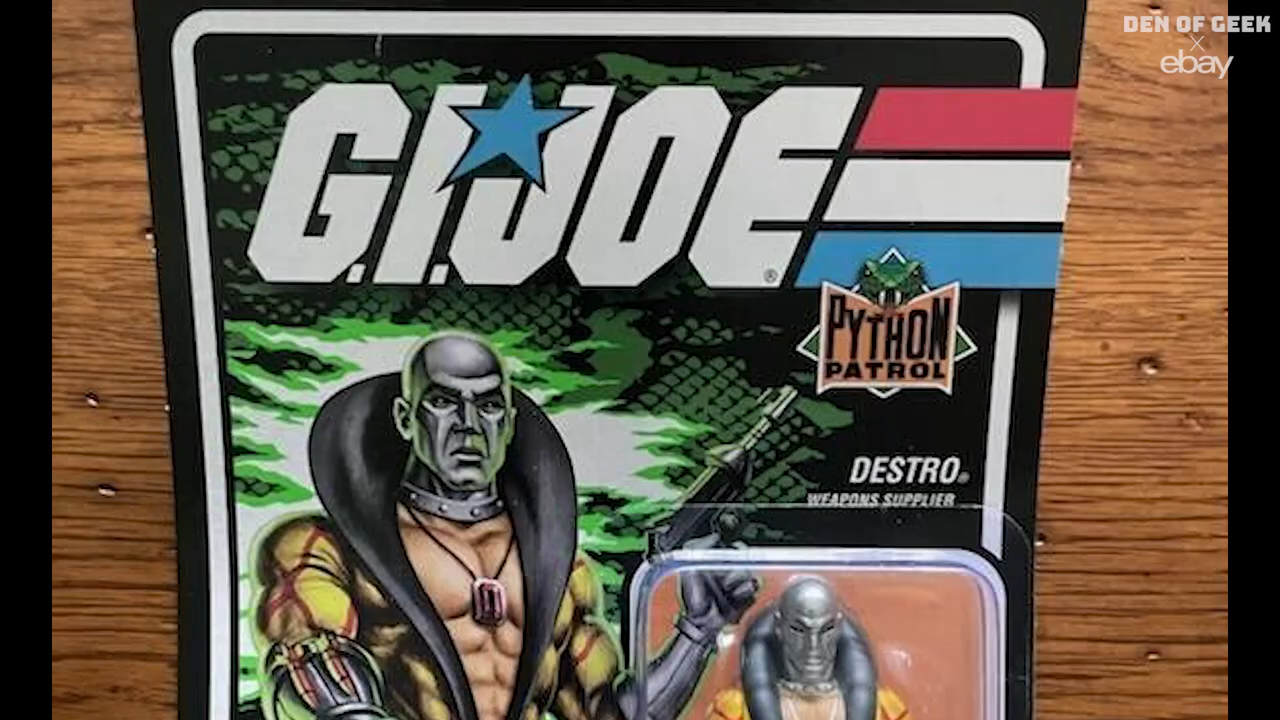 DEN OF GEEK
×
ebay
G.I.JOE
®
PYTHON
PATROL
DESTRO®
WEAPONS SUPPLIER